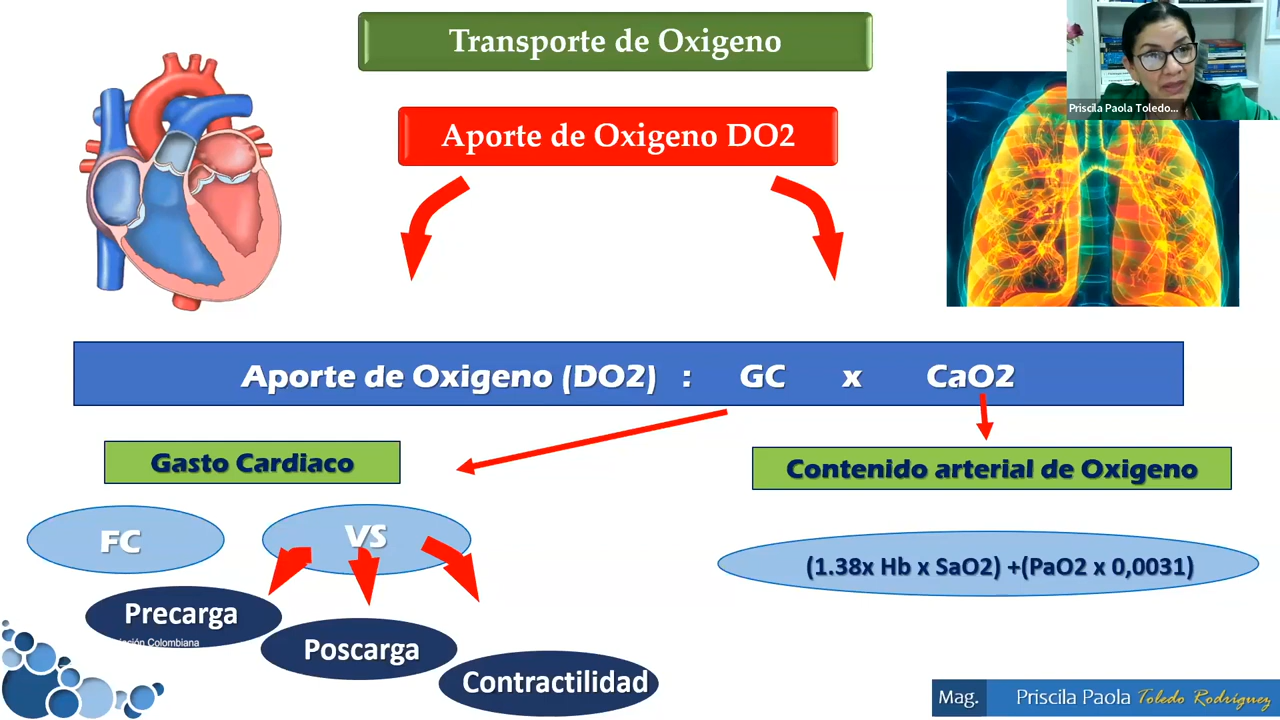 Transporte de Oxigeno
Priscila Paola Toledo...
Aporte de Oxigeno DO2
Aporte de Oxigeno (DO2) : GC x CaO2
Gasto Cardiaco
Contenido arterial de Oxigeno
FC
VS
(1.38x Hb x SaO2) +(PaO2 x 0,0031)
Precarga
Colombiana
Poscarga
Contractilidad
Mag. Priscila Paola Toledo Rodríguez